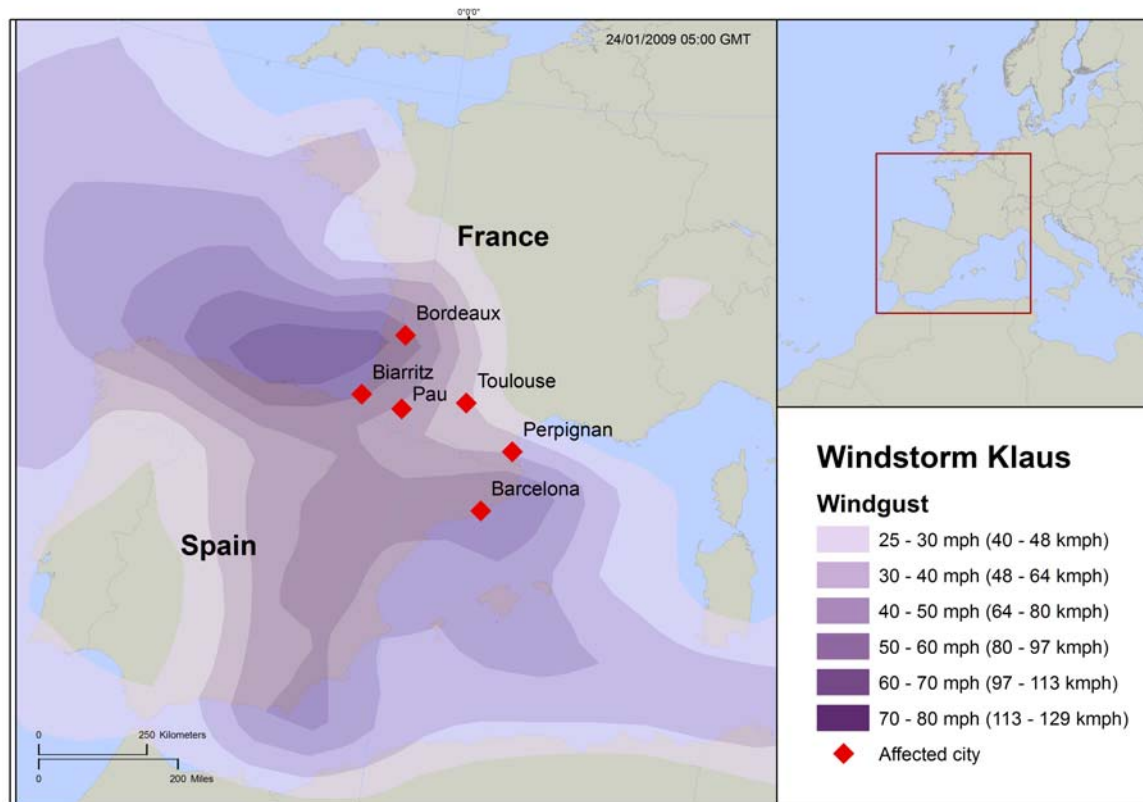 0°0'0"
24/01/2009 05:00 GMT
France
Bordeaux
Biarritz
Toulouse
Pau
Perpignan
Barcelona
Spain
0 250 Kilometers
0 200 Miles
Windstorm Klaus
Windgust
25 - 30 mph (40 - 48 kmph)
30 - 40 mph (48 - 64 kmph)
40 - 50 mph (64 - 80 kmph)
50 - 60 mph (80 - 97 kmph)
60 - 70 mph (97 - 113 kmph)
70 - 80 mph (113 - 129 kmph)
Affected city